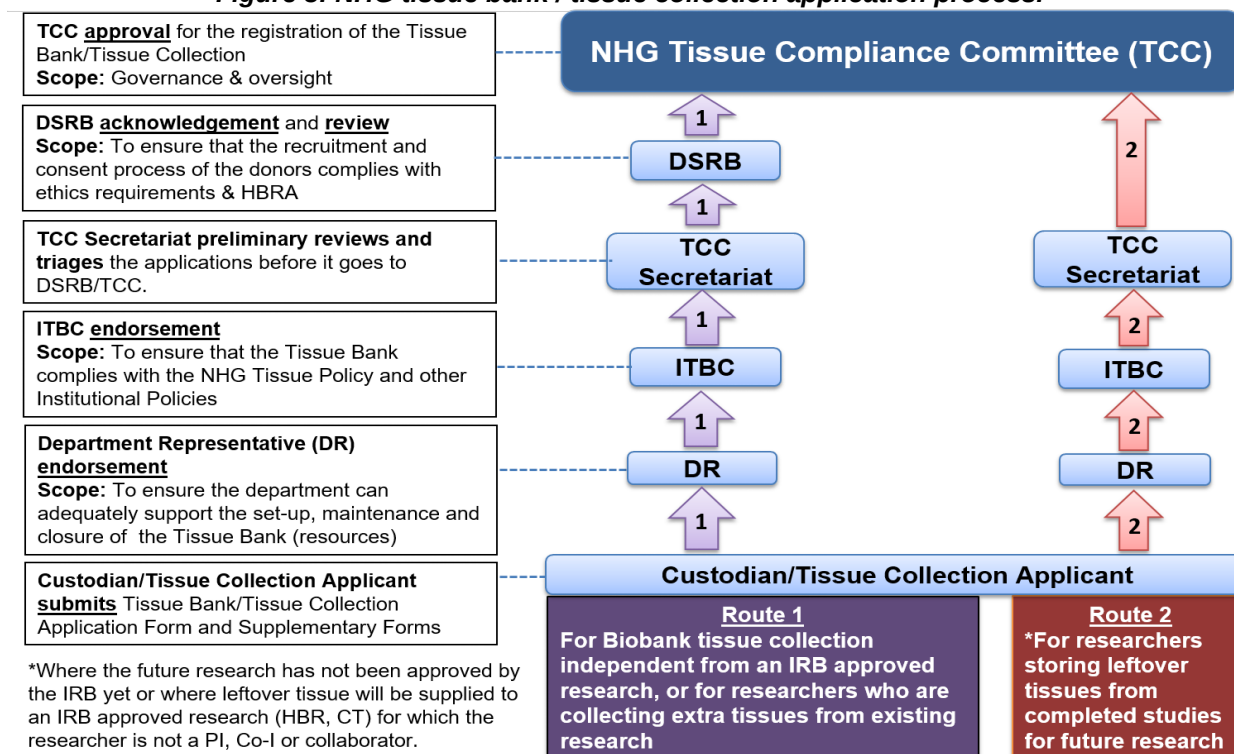 Figure 3. NHG tissue bank / tissue collection application process.
TCC approval for the registration of the Tissue
Bank/Tissue Collection
Scope: Governance & oversight
DSRB acknowledgement and review
Scope: To ensure that the recruitment and
consent process of the donors complies with
ethics requirements & HBRA
TCC Secretariat preliminary reviews and
triages the applications before it goes to
DSRB/TCC.
ITBC endorsement
Scope: To ensure that the Tissue Bank
complies with the NHG Tissue Policy and other
Institutional Policies
Department Representative (DR)
endorsement
Scope: To ensure the department can
adequately support the set-up, maintenance and
closure of the Tissue Bank (resources)
Custodian/Tissue Collection Applicant
submits Tissue Bank/Tissue Collection
Application Form and Supplementary Forms
*Where the future research has not been approved by
the IRB yet or where leftover tissue will be supplied to
an IRB approved research (HBR, CT) for which the
researcher is not a PI, Co-I or collaborator.
NHG Tissue Compliance Committee (TCC)
1
DSRB
1
TCC
Secretariat
1
ITBC
1
DR
1
2
TCC
Secretariat
2
ITBC
2
DR
2
Custodian/Tissue Collection Applicant
Route 1
For Biobank tissue collection
independent from an IRB approved
research, or for researchers who are
collecting extra tissues from existing
research
Route 2
*For researchers
storing leftover
tissues from
completed studies
for future research